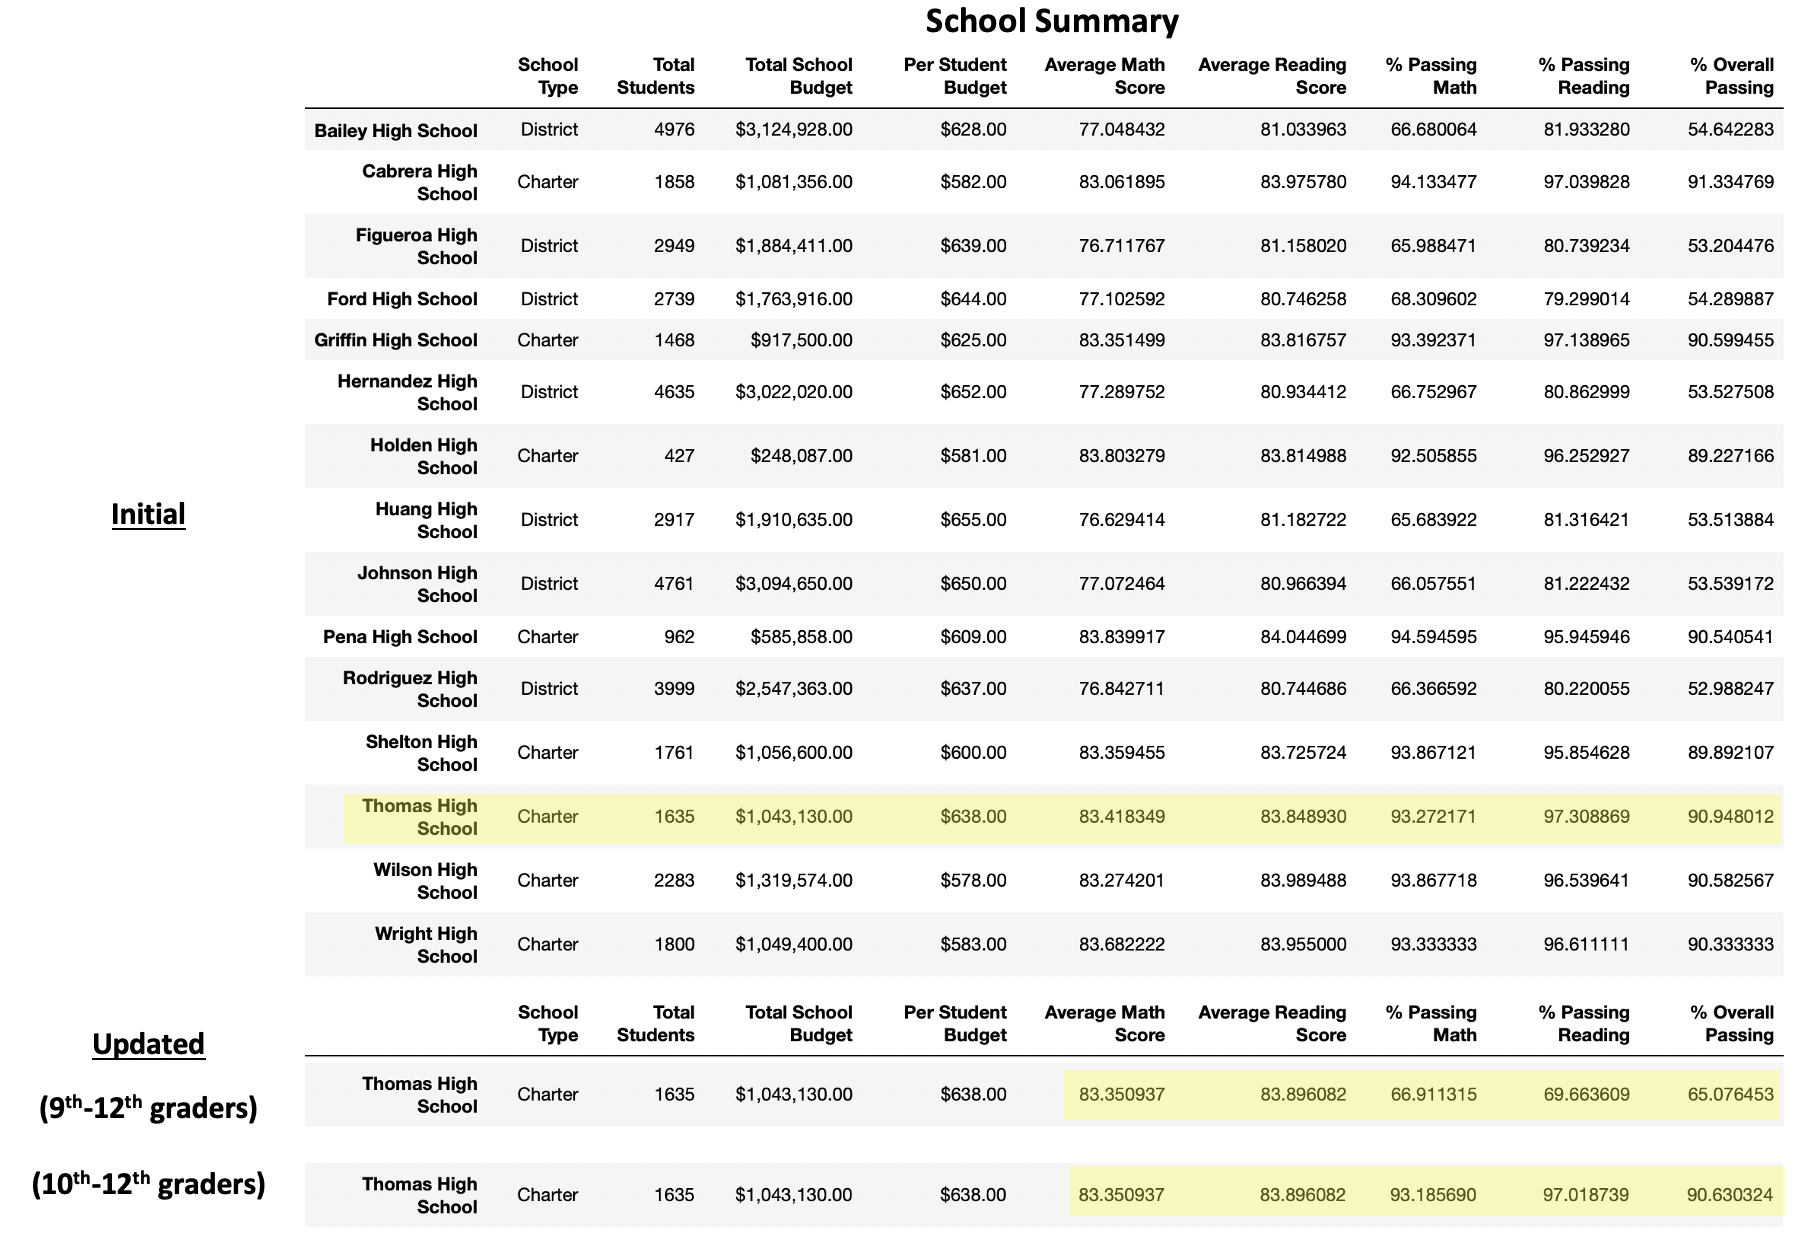 School Summary
School Type Total Students Total School Budget Per Student Budget Average Math Score Average Reading Score % Passing Math % Passing Reading % Overall Passing
Bailey High School District 4976 $3,124,928.00 $628.00 77.048432 81.033963 66.680064 81.933280 54.642283
Cabrera High School Charter 1858 $1,081,356.00 $582.00 83.061895 83.975780 94.133477 97.039828 91.334769
Figueroa High School District 2949 $1,884,411.00 $639.00 76.711767 81.158020 65.988471 80.739234 53.204476
Ford High School District 2739 $1,763,916.00 $644.00 77.102592 80.746258 68.309602 79.299014 54.289887
Griffin High School Charter 1468 $917,500.00 $625.00 83.351499 83.816757 93.392371 97.138965 90.599455
Hernandez High School District 4635 $3,022,020.00 $652.00 77.289752 80.934412 66.752967 80.862999 53.527508
Holden High School Charter 427 $248,087.00 $581.00 83.803279 83.814988 92.505855 96.252927 89.227166
Initial
Huang High School District 2917 $1,910,635.00 $655.00 76.629414 81.182722 65.683922 81.316421 53.513884
Johnson High School District 4761 $3,094,650.00 $650.00 77.072464 80.966394 66.057551 81.222432 53.539172
Pena High School Charter 962 $585,858.00 $609.00 83.839917 84.044699 94.594595 95.945946 90.540541
Rodriguez High School District 3999 $2,547,363.00 $637.00 76.842711 80.744686 66.366592 80.220055 52.988247
Shelton High School Charter 1761 $1,056,600.00 $600.00 83.359455 83.725724 93.867121 95.854628 89.892107
Thomas High School Charter 1635 $1,043,130.00 $638.00 83.418349 83.848930 93.272171 97.308869 90.948012
Wilson High School Charter 2283 $1,319,574.00 $578.00 83.274201 83.989488 93.867718 96.539641 90.582567
Wright High School Charter 1800 $1,049,400.00 $583.00 83.682222 83.955000 93.333333 96.611111 90.333333
School Type Total Students Total School Budget Per Student Budget Average Math Score Average Reading Score % Passing Math % Passing Reading % Overall Passing
Updated
(9th-12th graders)
Thomas High School Charter 1635 $1,043,130.00 $638.00 83.350937 83.896082 66.911315 69.663609 65.076453
(10th-12th graders)
Thomas High School Charter 1635 $1,043,130.00 $638.00 83.350937 83.896082 93.185690 97.018739 90.630324